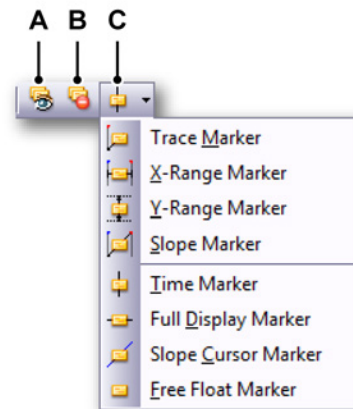 A B C
Trace Marker
X-Range Marker
Y-Range Marker
Slope Marker
Time Marker
Full Display Marker
Slope Cursor Marker
Free Float Marker